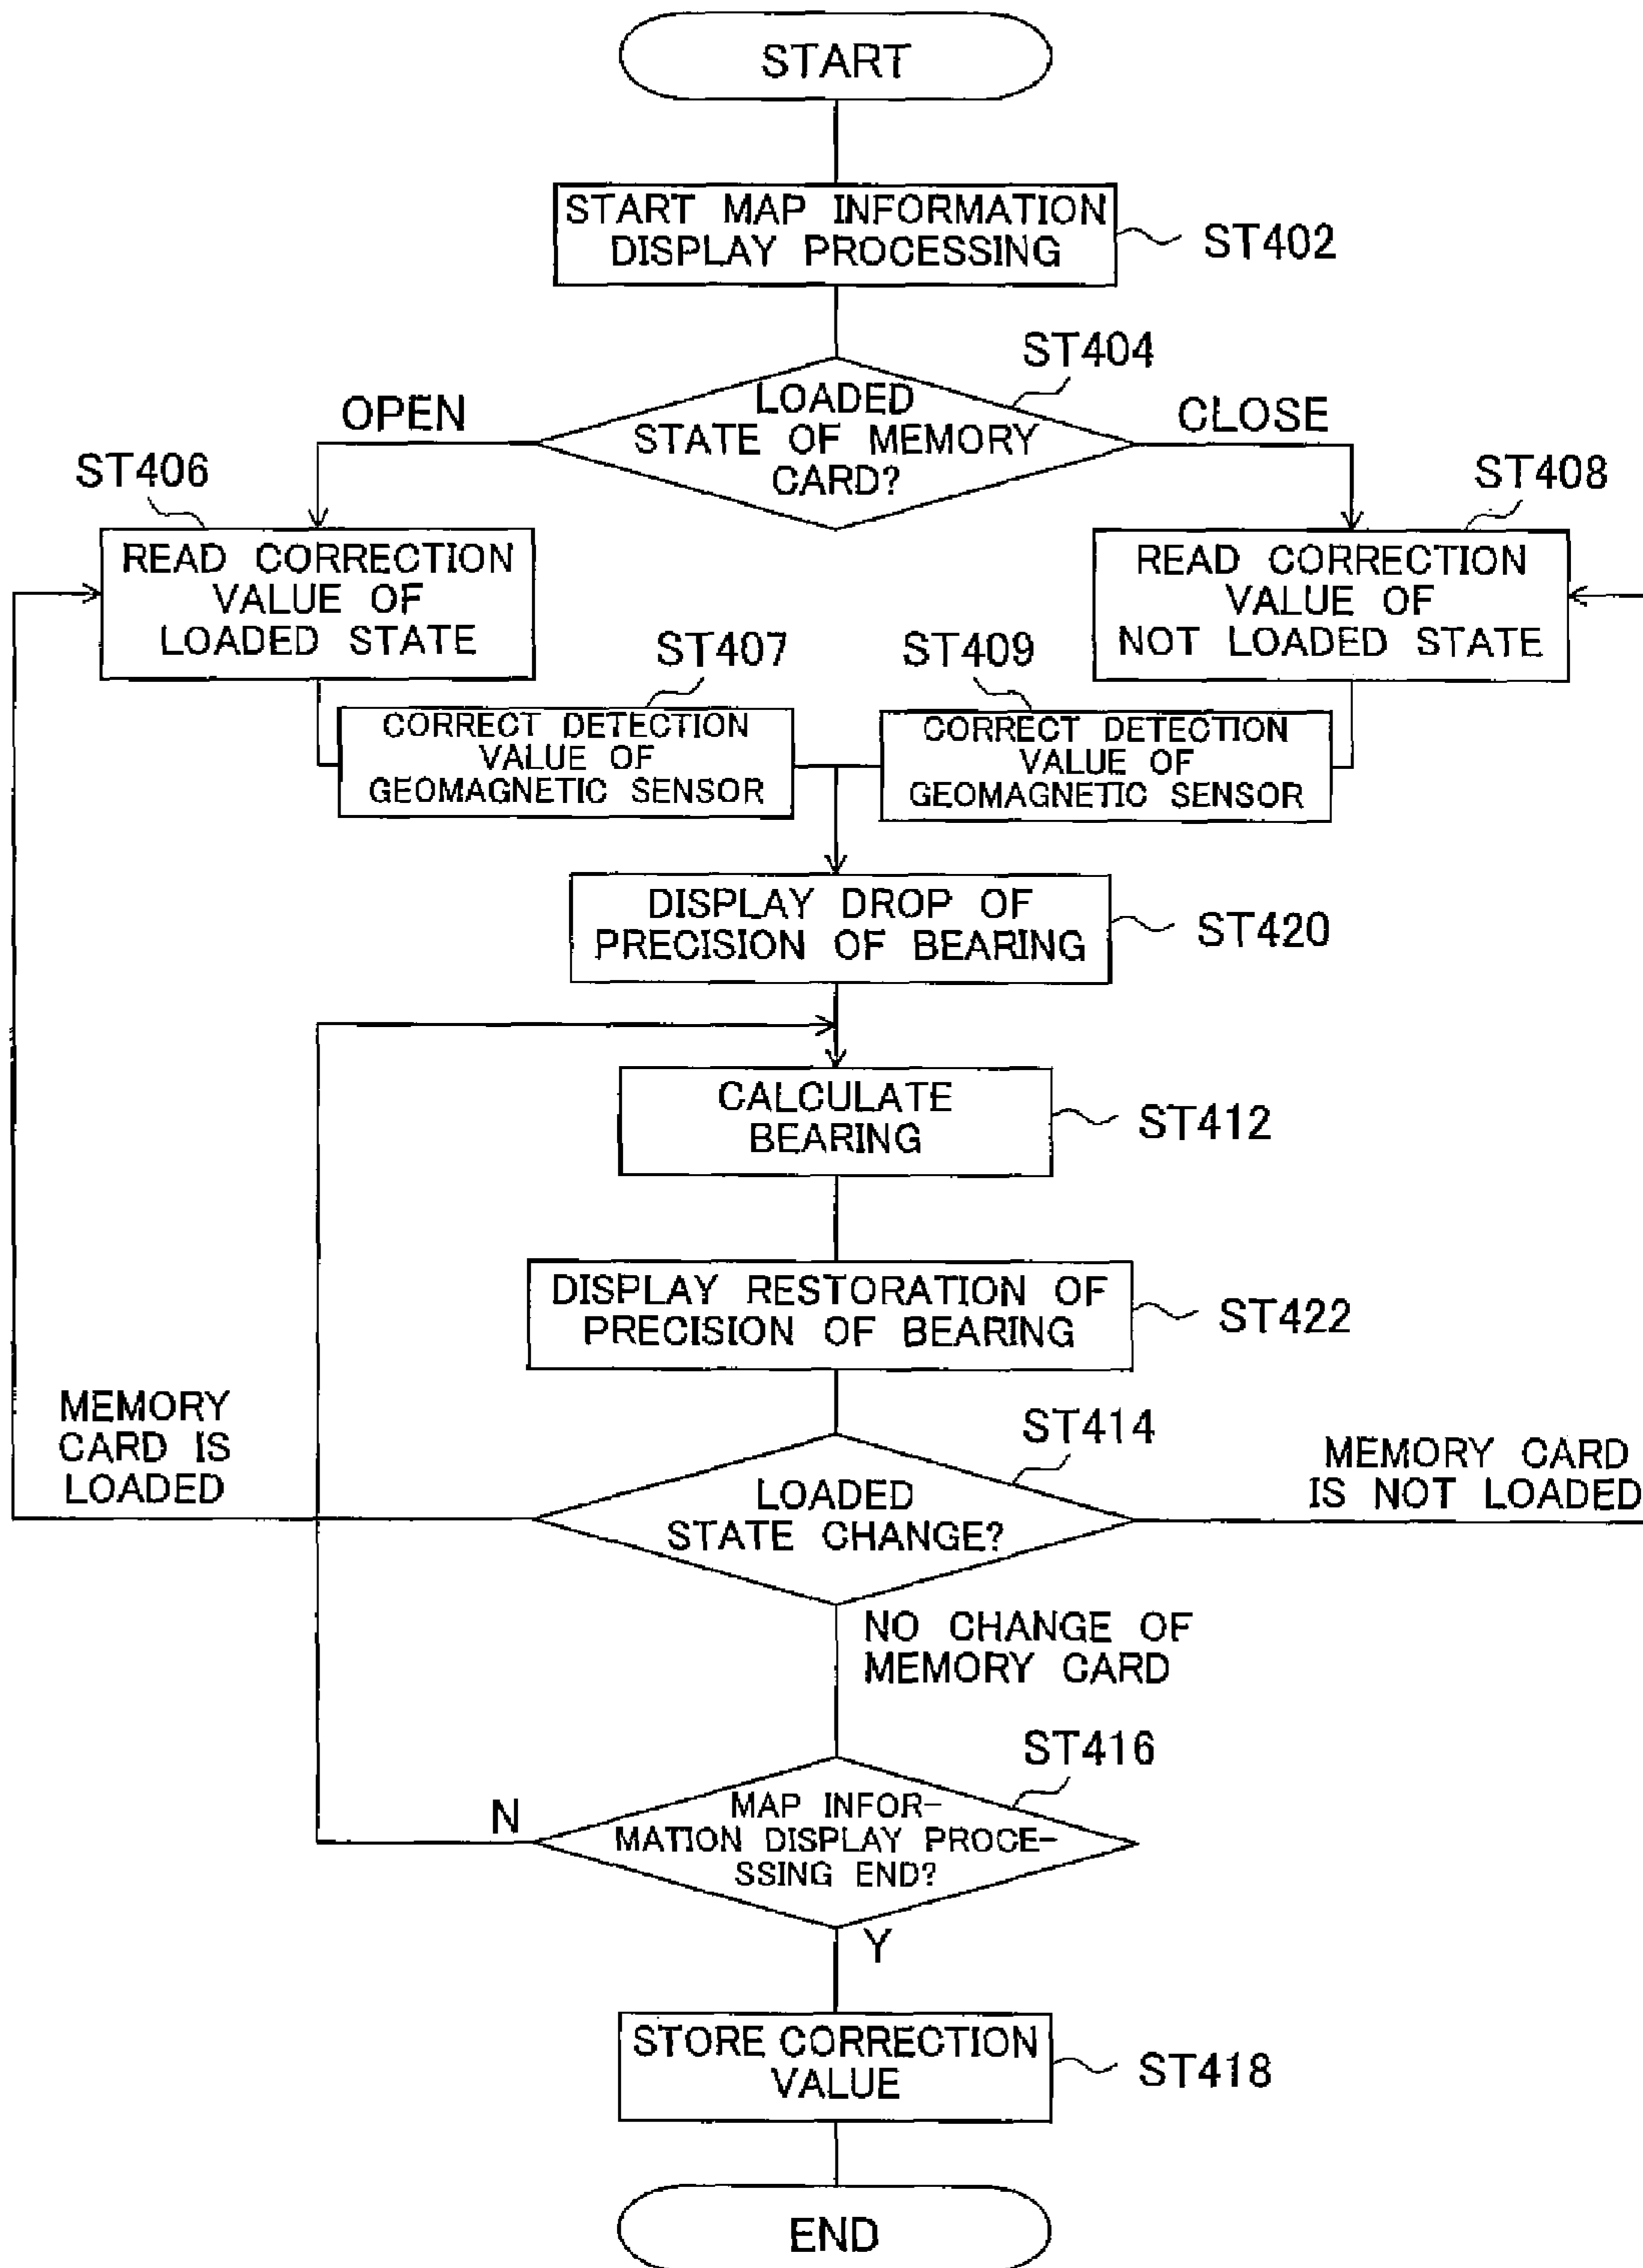 START
START MAP INFORMATION
DISPLAY PROCESSING
ST402
ST404
LOADED
STATE OF MEMORY
CARD?
OPEN
CLOSE
ST406
READ CORRECTION
VALUE OF
LOADED STATE
ST408
READ CORRECTION
VALUE OF
NOT LOADED STATE
ST407
CORRECT DETECTION
VALUE OF
GEOMAGNETIC SENSOR
ST409
CORRECT DETECTION
VALUE OF
GEOMAGNETIC SENSOR
DISPLAY DROP OF
PRECISION OF BEARING
ST420
CALCULATE
BEARING
ST412
DISPLAY RESTORATION OF
PRECISION OF BEARING
ST422
MEMORY
CARD IS
LOADED
ST414
LOADED
STATE CHANGE?
MEMORY CARD
IS NOT LOADED
NO CHANGE OF
MEMORY CARD
ST416
N
MAP INFOR-
MATION DISPLAY PROCE-
SSING END?
Y
STORE CORRECTION
VALUE
ST418
END